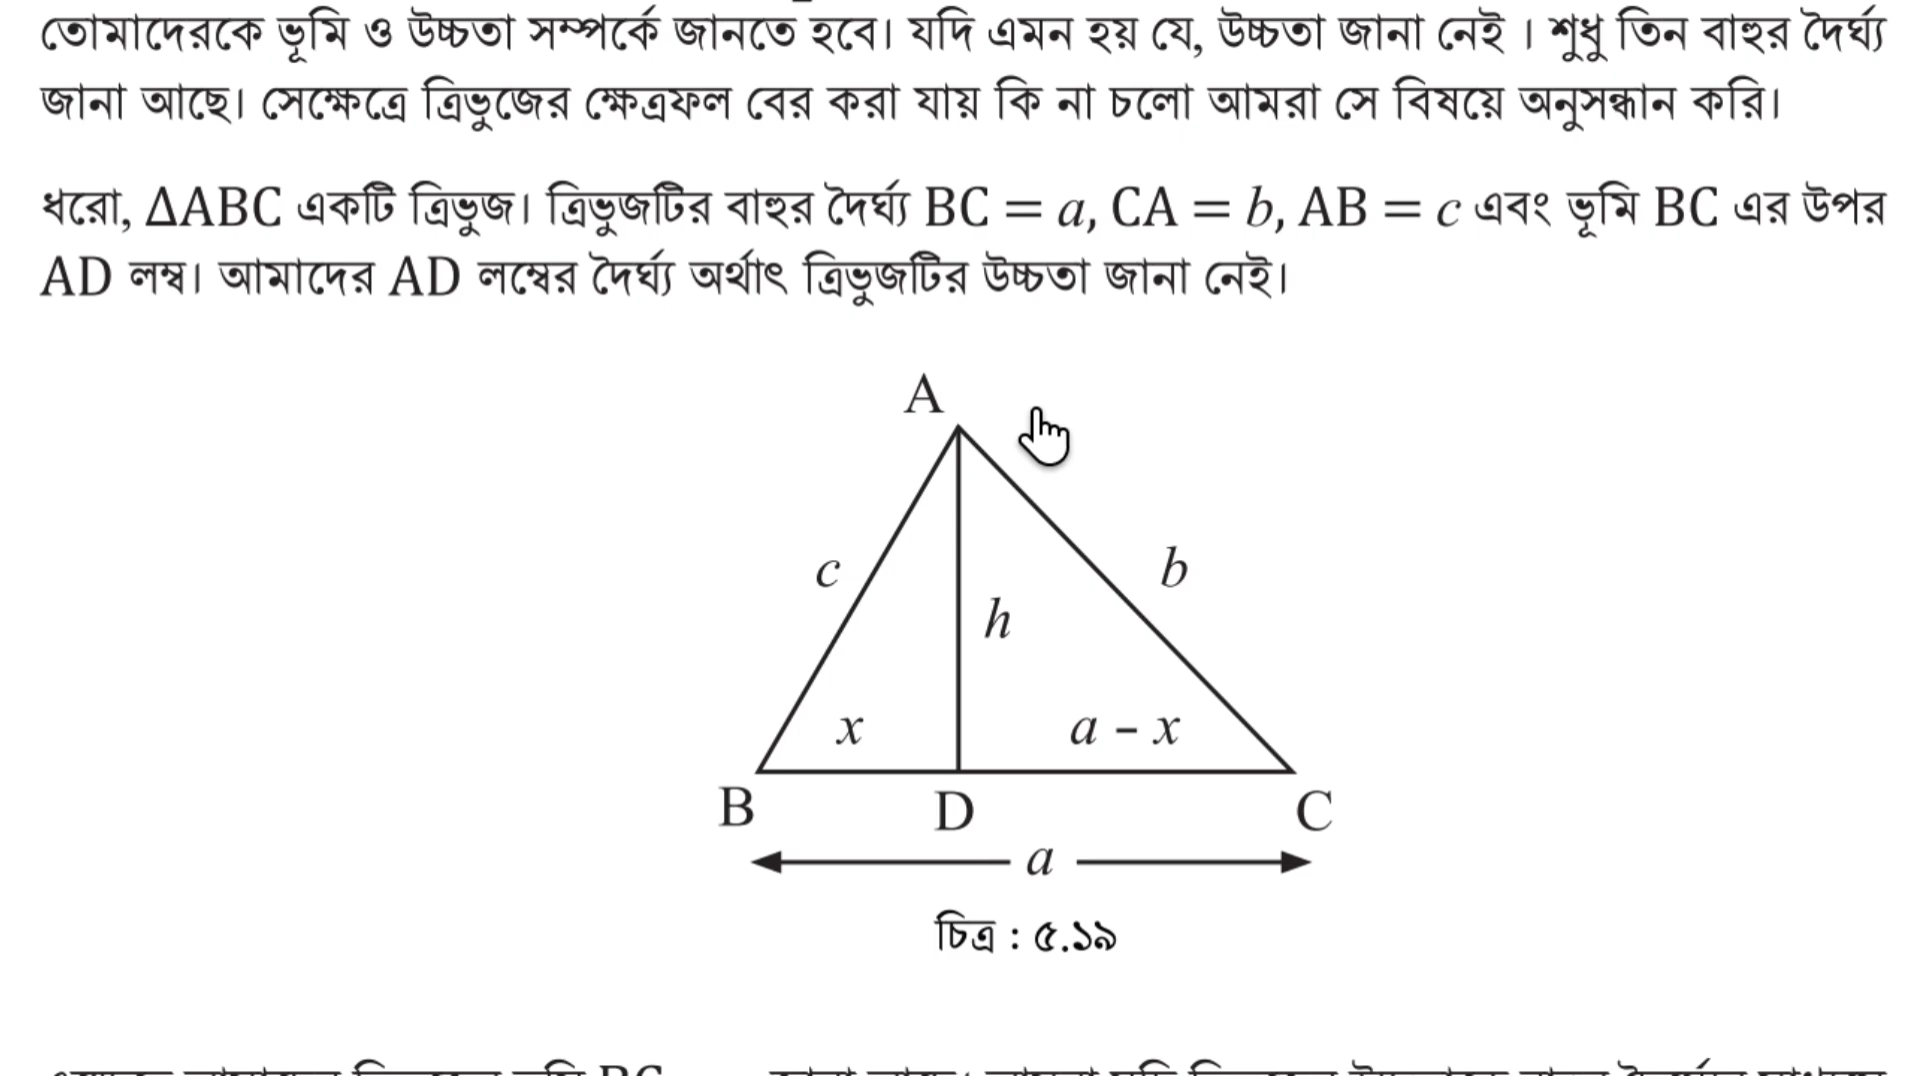 তোমাদেরকে ভূমি ও উচ্চতা সম্পর্কে জানতে হবে। যদি এমন হয় যে, উচ্চতা জানা নেই । শুধু তিন বাহুর দৈর্ঘ্য
জানা আছে। সেক্ষেত্রে ত্রিভুজের ক্ষেত্রফল বের করা যায় কি না চলো আমরা সে বিষয়ে অনুসন্ধান করি।
ধরো, ΔABC একটি ত্রিভুজ। ত্রিভুজটির বাহুর দৈর্ঘ্য BC = a, CA = b, AB = c এবং ভূমি BC এর উপর
AD লম্ব। আমাদের AD লম্বের দৈর্ঘ্য অর্থাৎ ত্রিভুজটির উচ্চতা জানা নেই।
A
c
b
h
x
a – x
B
D
C
a
চিত্র : ৫.১৯
BC